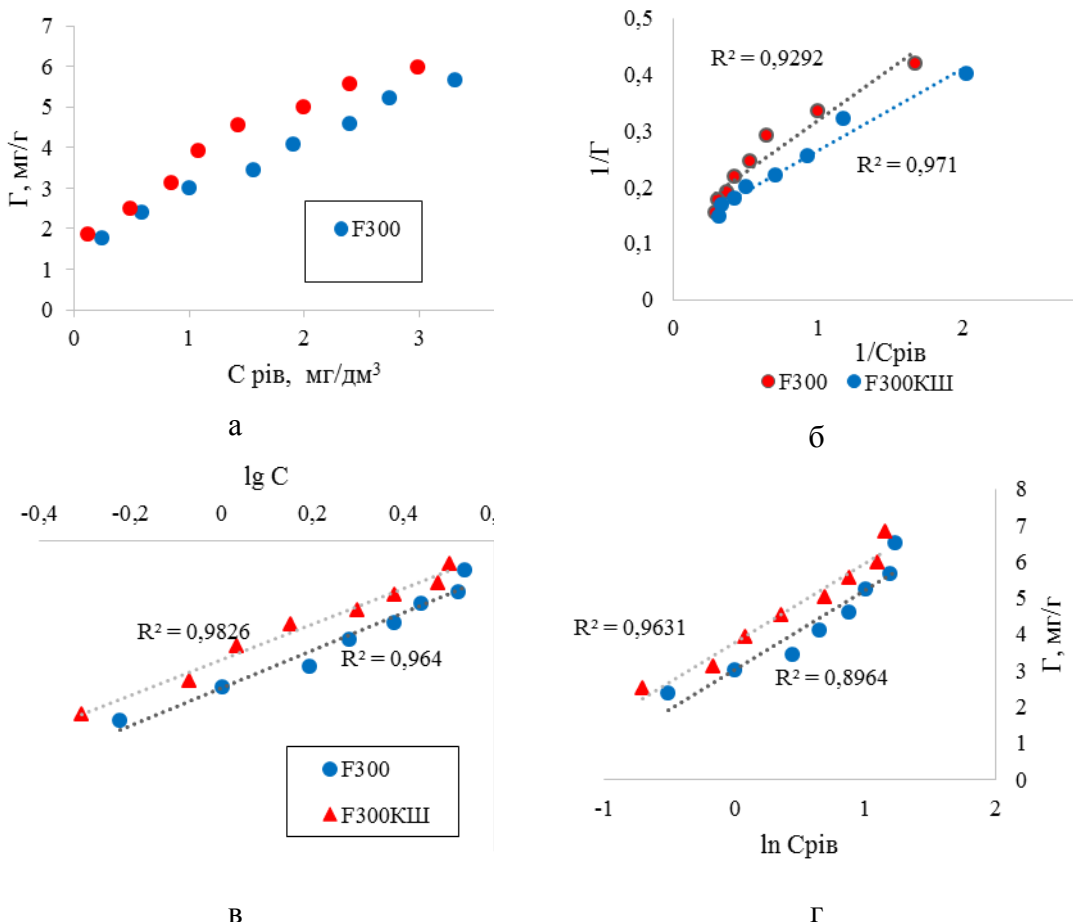 Γ, мг/г
7
6
5
4
3
2
1
0
0 1 2 3
С рів, мг/дм³
F300
а
1/Γ
0,5
0,4
0,3
0,2
0,1
0
0 1 2
R² = 0,9292
R² = 0,971
1/Срів
F300 F300КШ
б
lg C
-0,4 -0,2 0 0,2 0,4 0,
R² = 0,9826
R² = 0,964
F300
F300КШ
в
8
7
6
5
4
3
2
1
0
Γ, мг/г
R² = 0,9631
R² = 0,8964
-1 0 1 2
ln Cрів
г